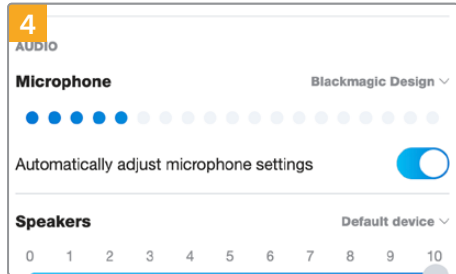 4
AUDIO
Microphone Blackmagic Design
Automatically adjust microphone settings
Speakers Default device
0 1 2 3 4 5 6 7 8 9 10